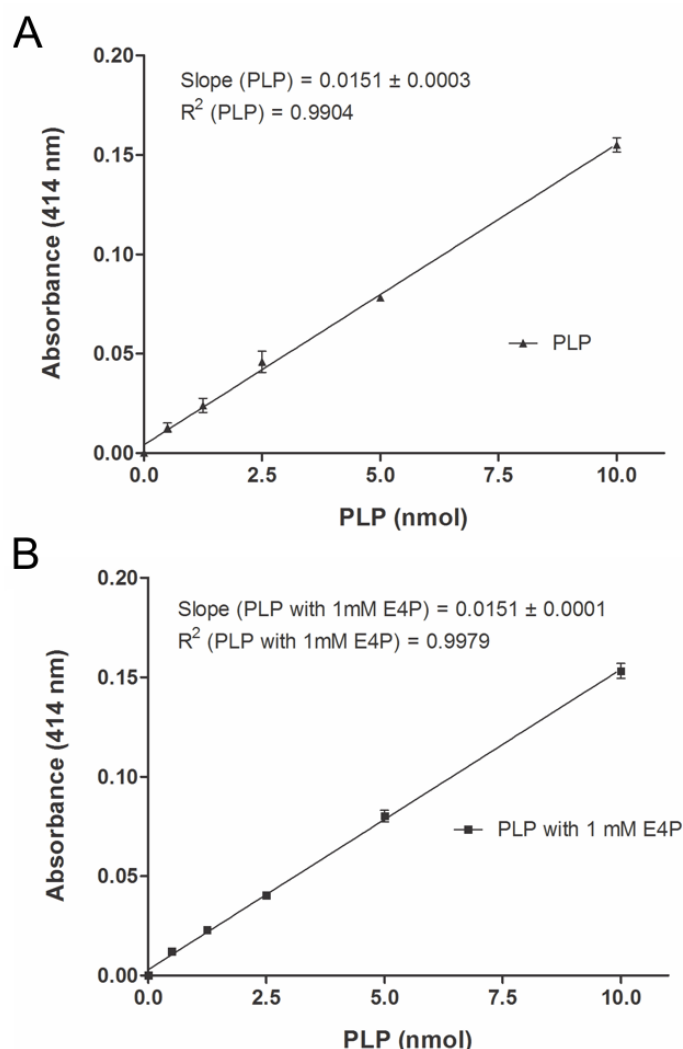 A
Slope (PLP) = 0.0151 ± 0.0003
R² (PLP) = 0.9904
0.20
0.15
0.10
0.05
0.00
Absorbance (414 nm)
PLP
0.0 2.5 5.0 7.5 10.0
PLP (nmol)
B
Slope (PLP with 1mM E4P) = 0.0151 ± 0.0001
R² (PLP with 1mM E4P) = 0.9979
0.20
0.15
0.10
0.05
0.00
Absorbance (414 nm)
PLP with 1 mM E4P
0.0 2.5 5.0 7.5 10.0
PLP (nmol)